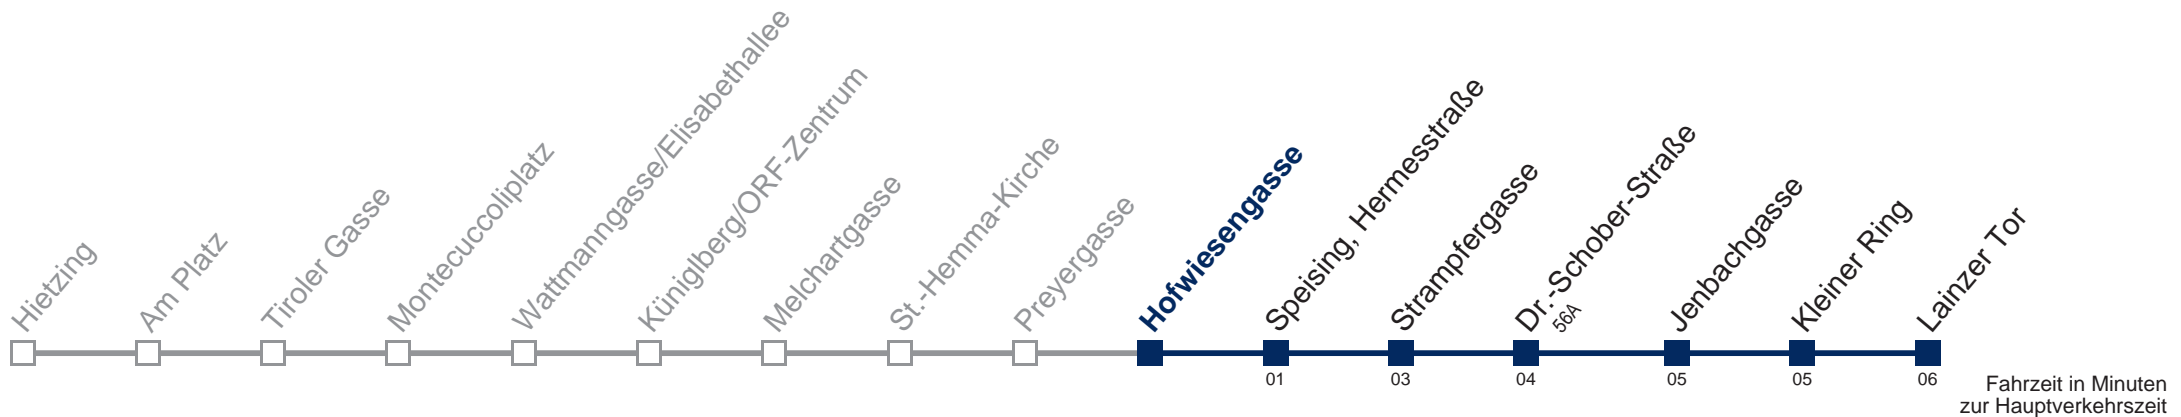 Hietzing
Am Platz
Tiroler Gasse
Montecuccoliplatz
Wattmanngasse/Elisabethallee
Küniglberg/ORF-Zentrum
Melchartgasse
St.-Hemma-Kirche
Preyergasse
Hofwiesengasse
Speising, Hermesstraße
Strampfergasse
Dr.-Schober-Straße
56A
Jenbachgasse
Kleiner Ring
Lainzer Tor
01
03
04
05
05
06
Fahrzeit in Minuten
zur Hauptverkehrszeit